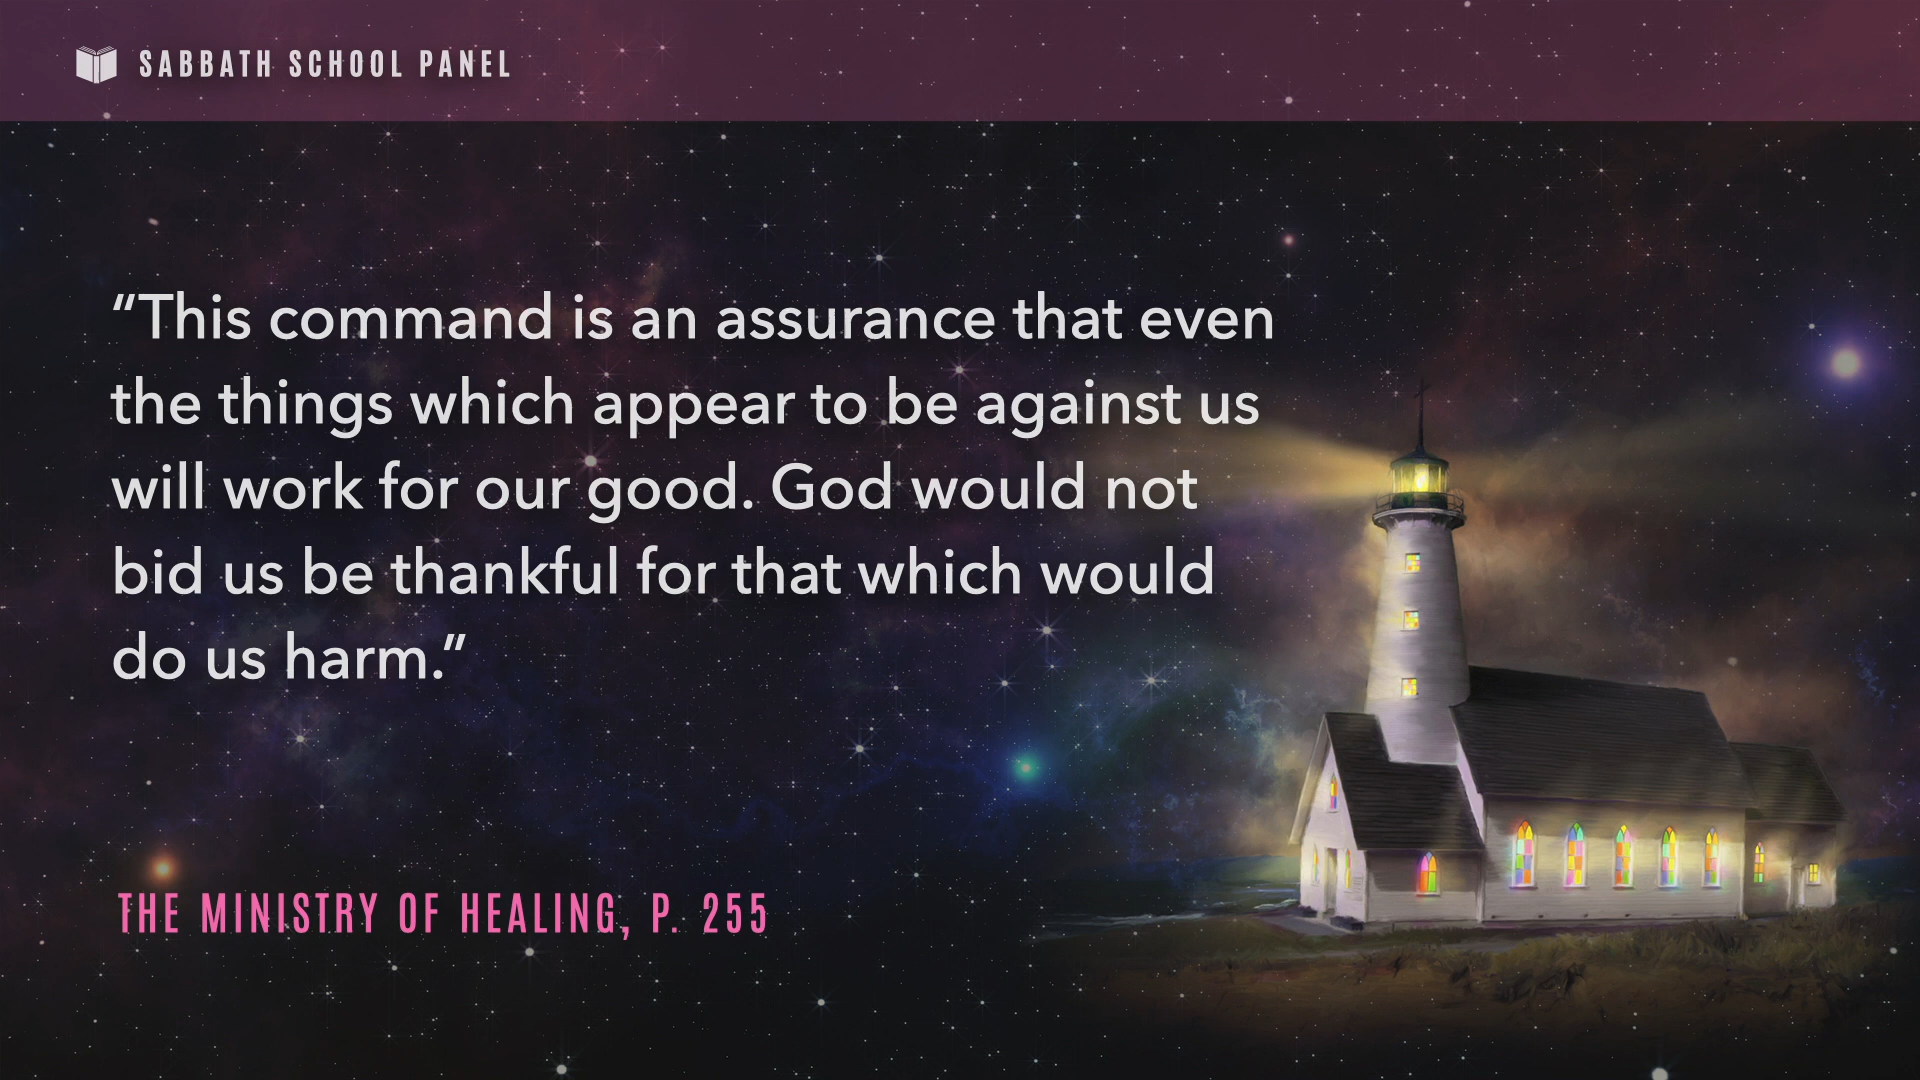 SABBATH SCHOOL PANEL
“This command is an assurance that even
the things which appear to be against us
will work for our good. God would not
bid us be thankful for that which would
do us harm.”
THE MINISTRY OF HEALING, P. 255